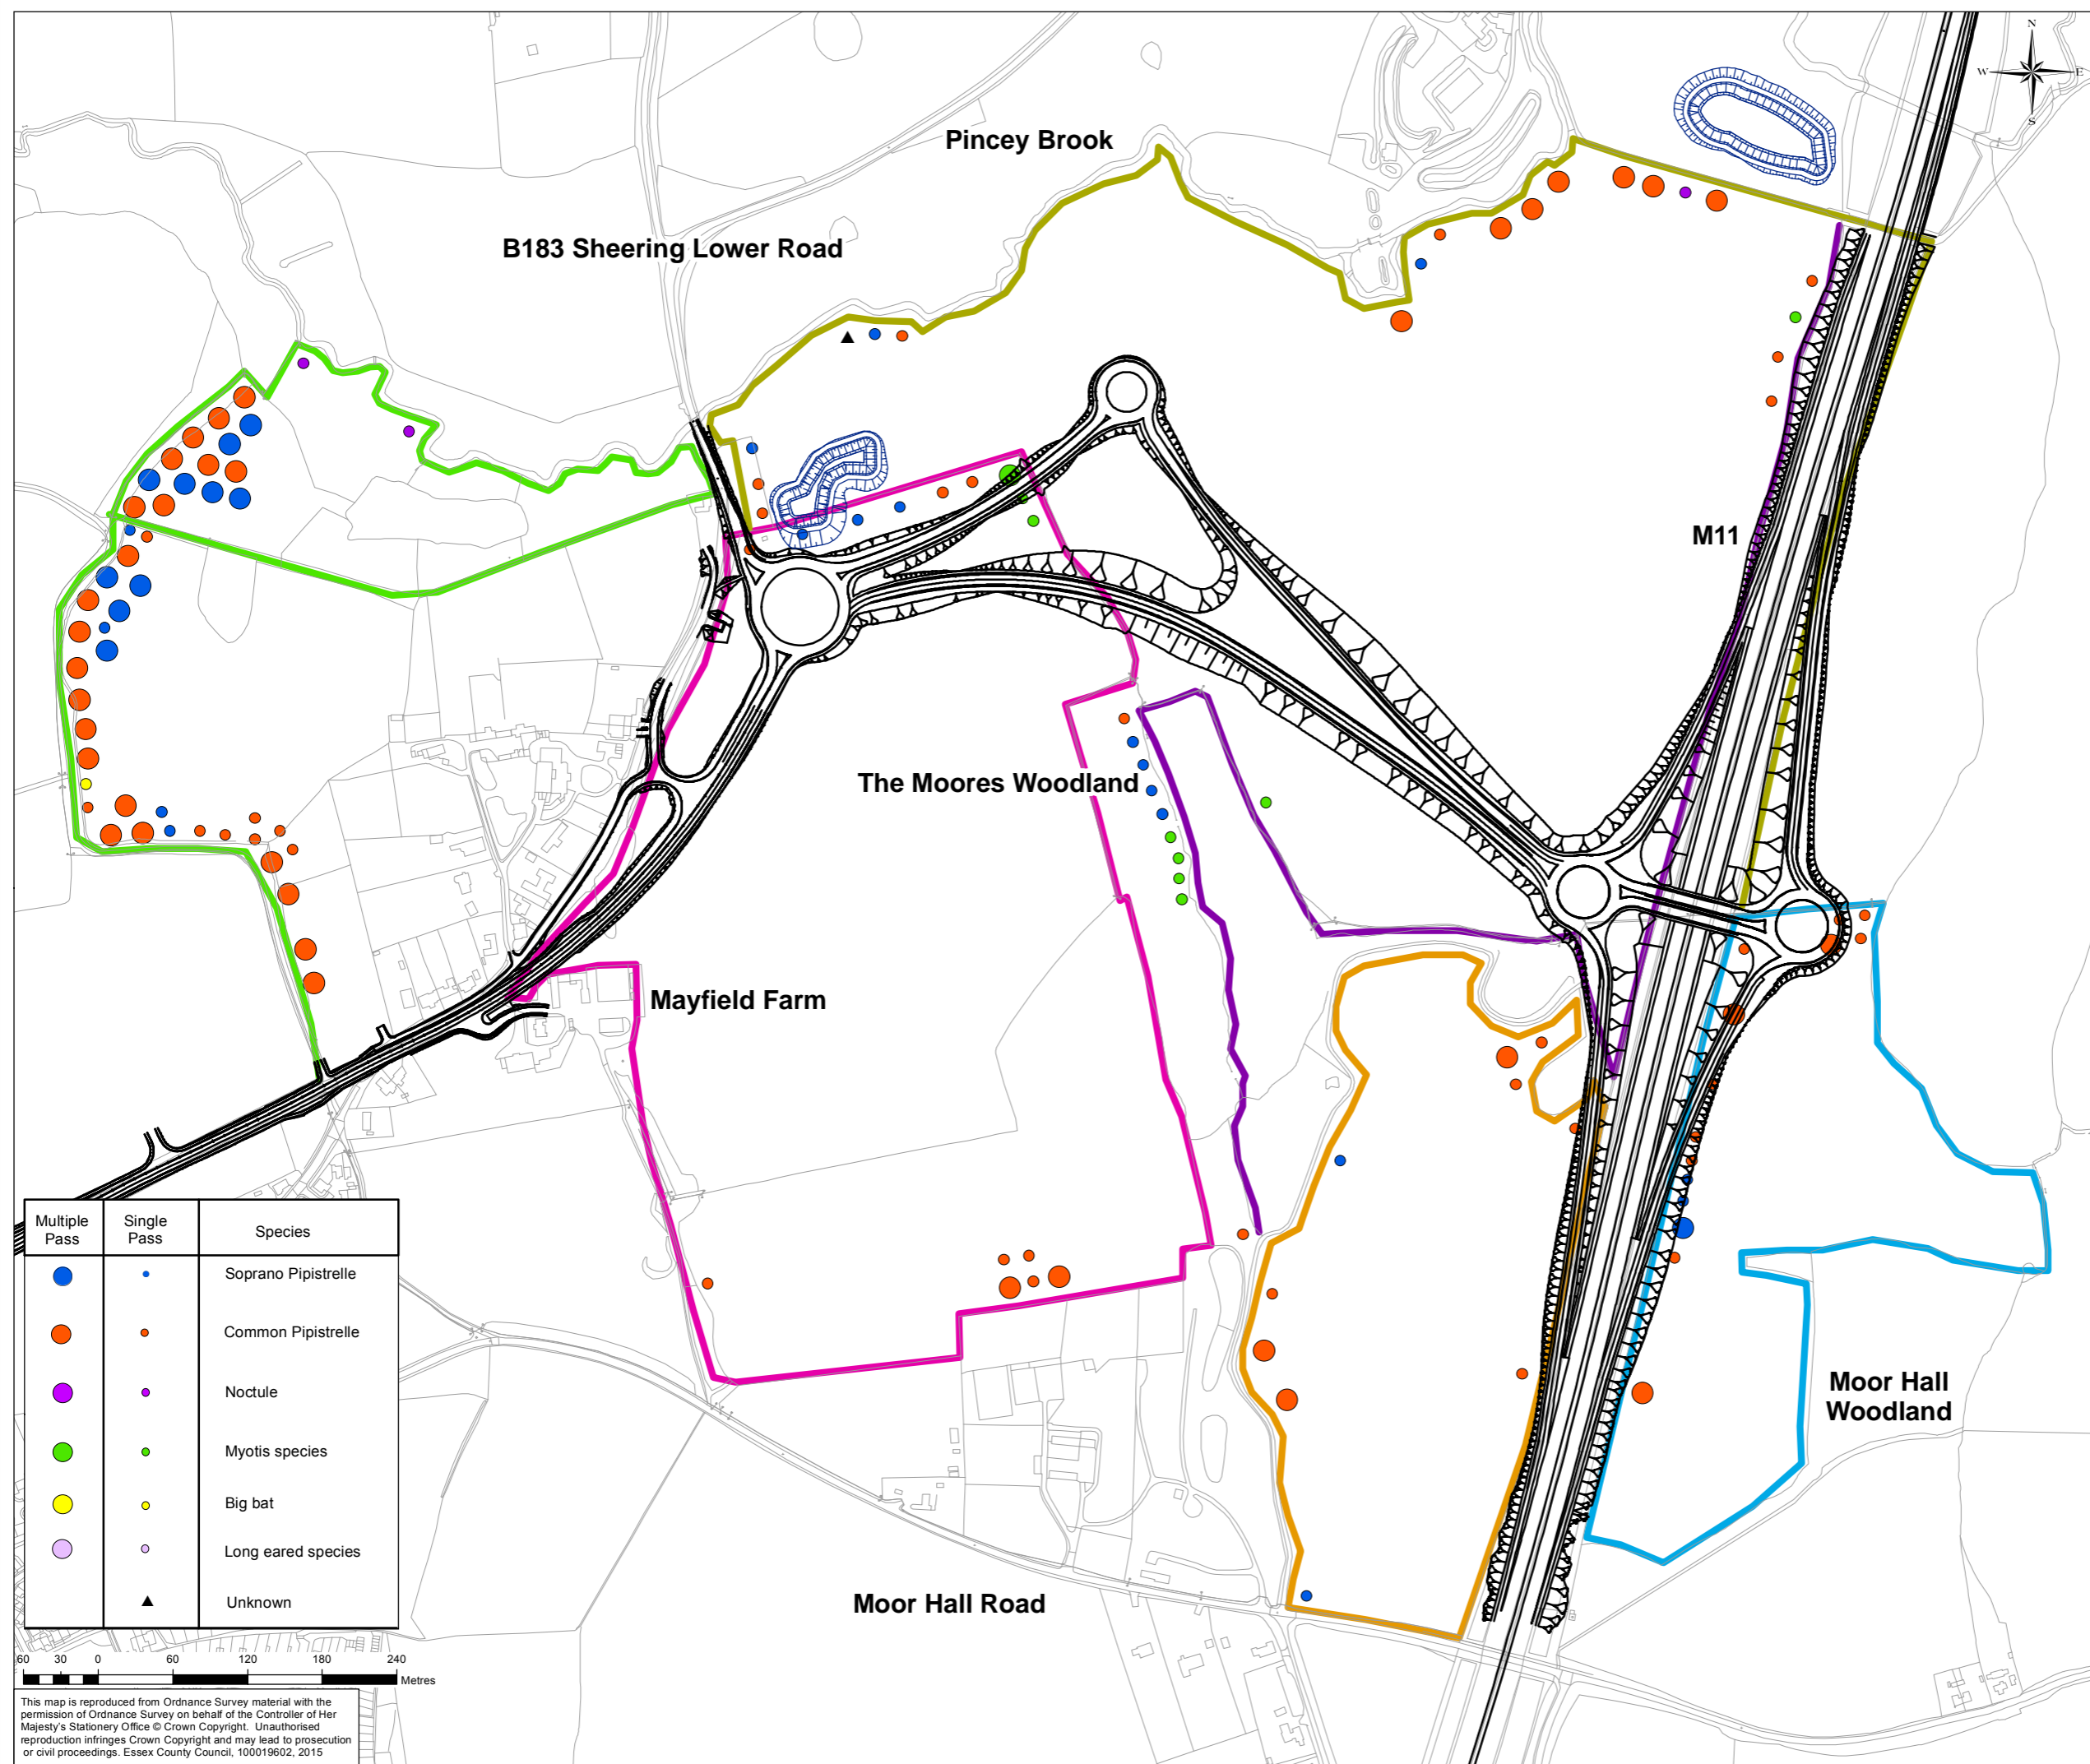 N
W E
S
Pincey Brook
B183 Sheering Lower Road
M11
The Moores Woodland
Mayfield Farm
Moor Hall
Woodland
Moor Hall Road
Multiple
Pass
Single
Pass
Species
Soprano Pipistrelle
Common Pipistrelle
Noctule
Myotis species
Big bat
Long eared species
Unknown
60 30 0 60 120 180 240
Metres
This map is reproduced from Ordnance Survey material with the
permission of Ordnance Survey on behalf of the Controller of Her
Majesty's Stationery Office © Crown Copyright. Unauthorised
reproduction infringes Crown Copyright and may lead to prosecution
or civil proceedings. Essex County Council, 100019602, 2015